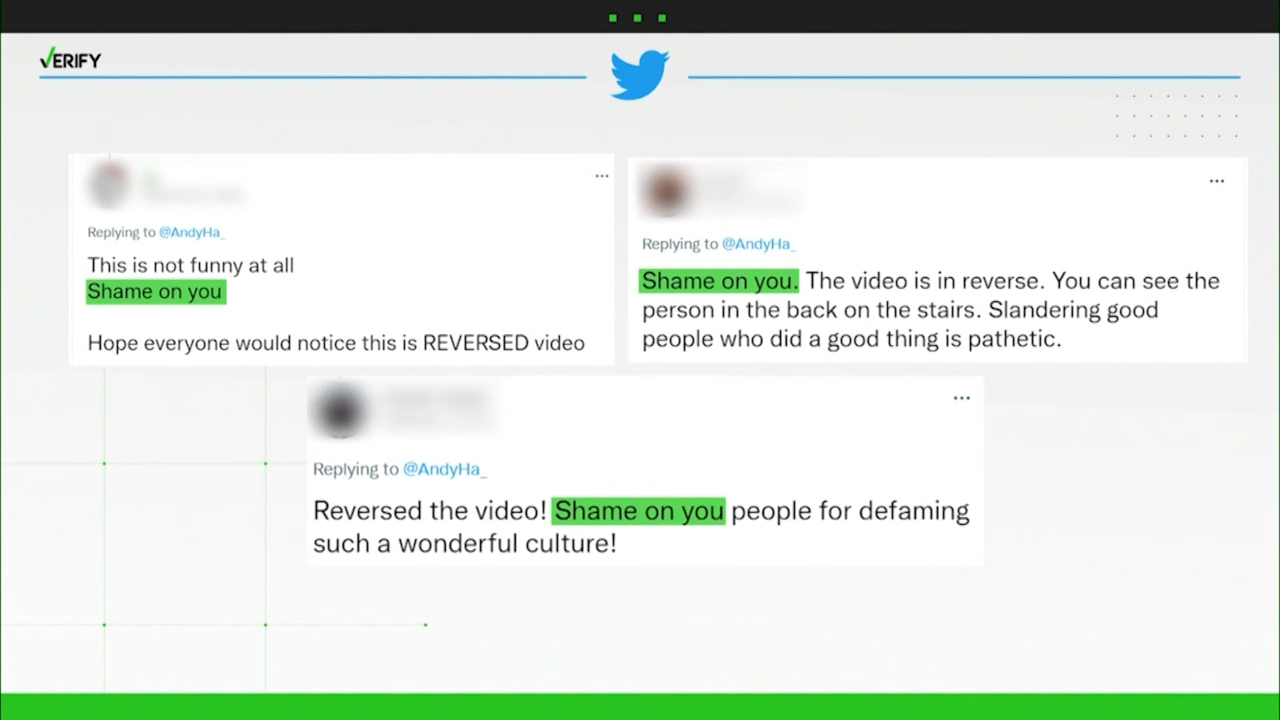 VERIFY
Replying to @AndyHa_
This is not funny at all
Shame on you
Hope everyone would notice this is REVERSED video
Replying to @AndyHa_
Shame on you. The video is in reverse. You can see the
person in the back on the stairs. Slandering good
people who did a good thing is pathetic.
Replying to @AndyHa_
Reversed the video! Shame on you people for defaming
such a wonderful culture!